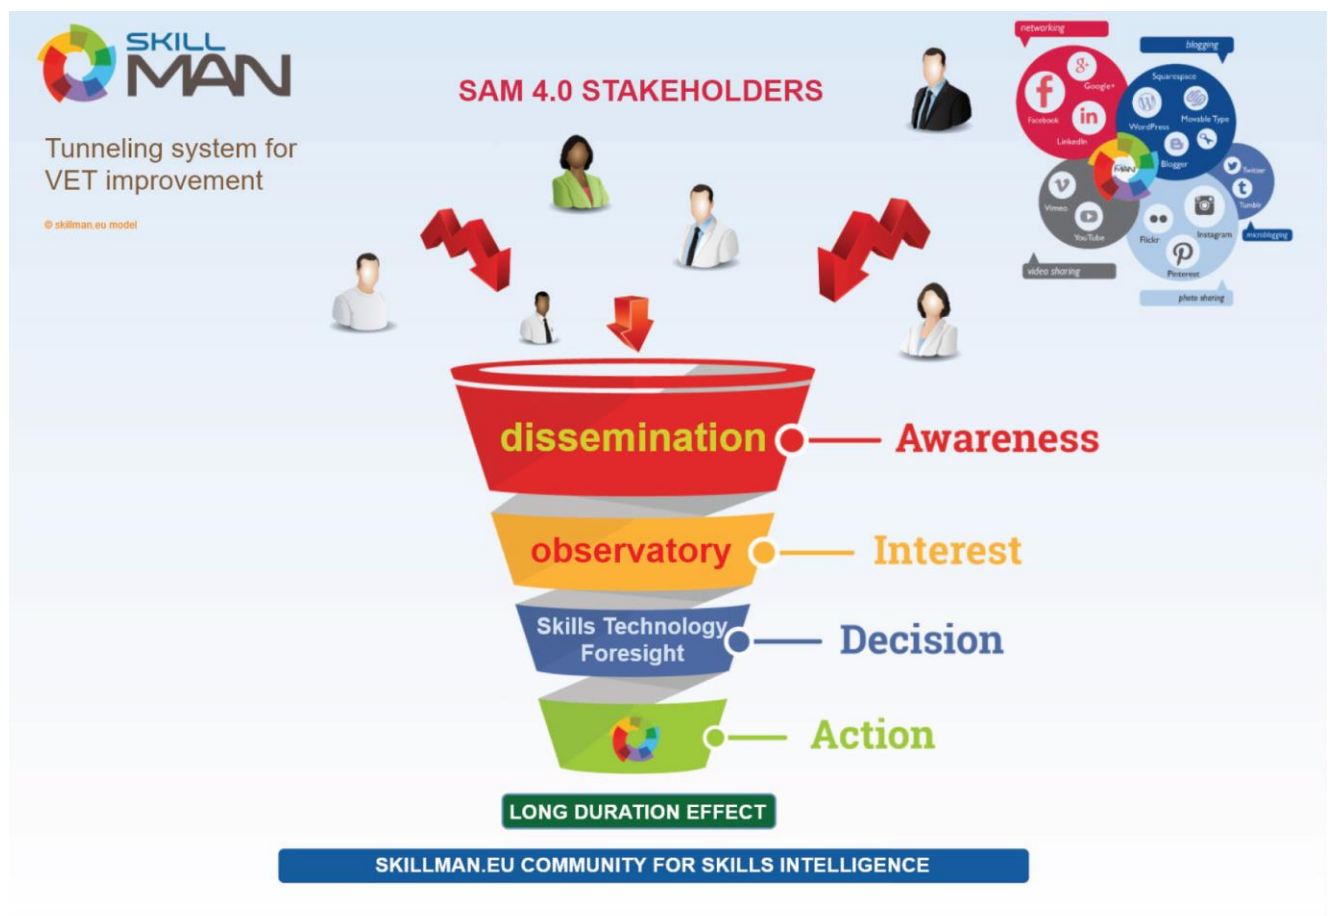 SKILL
MAN
Tunneling system for
VET improvement
© skillman.eu model
SAM 4.0 STAKEHOLDERS
networking
blogging
Google+
Facebook
LinkedIn
Squarespace
WordPress
Movable Type
Blogger
MAN
Twitter
Tumblr
microblogging
Vimeo
YouTube
video sharing
Flickr
Instagram
Pinterest
photo sharing
dissemination
Awareness
observatory
Interest
Skills Technology
Foresight
Decision
Action
LONG DURATION EFFECT
SKILLMAN.EU COMMUNITY FOR SKILLS INTELLIGENCE